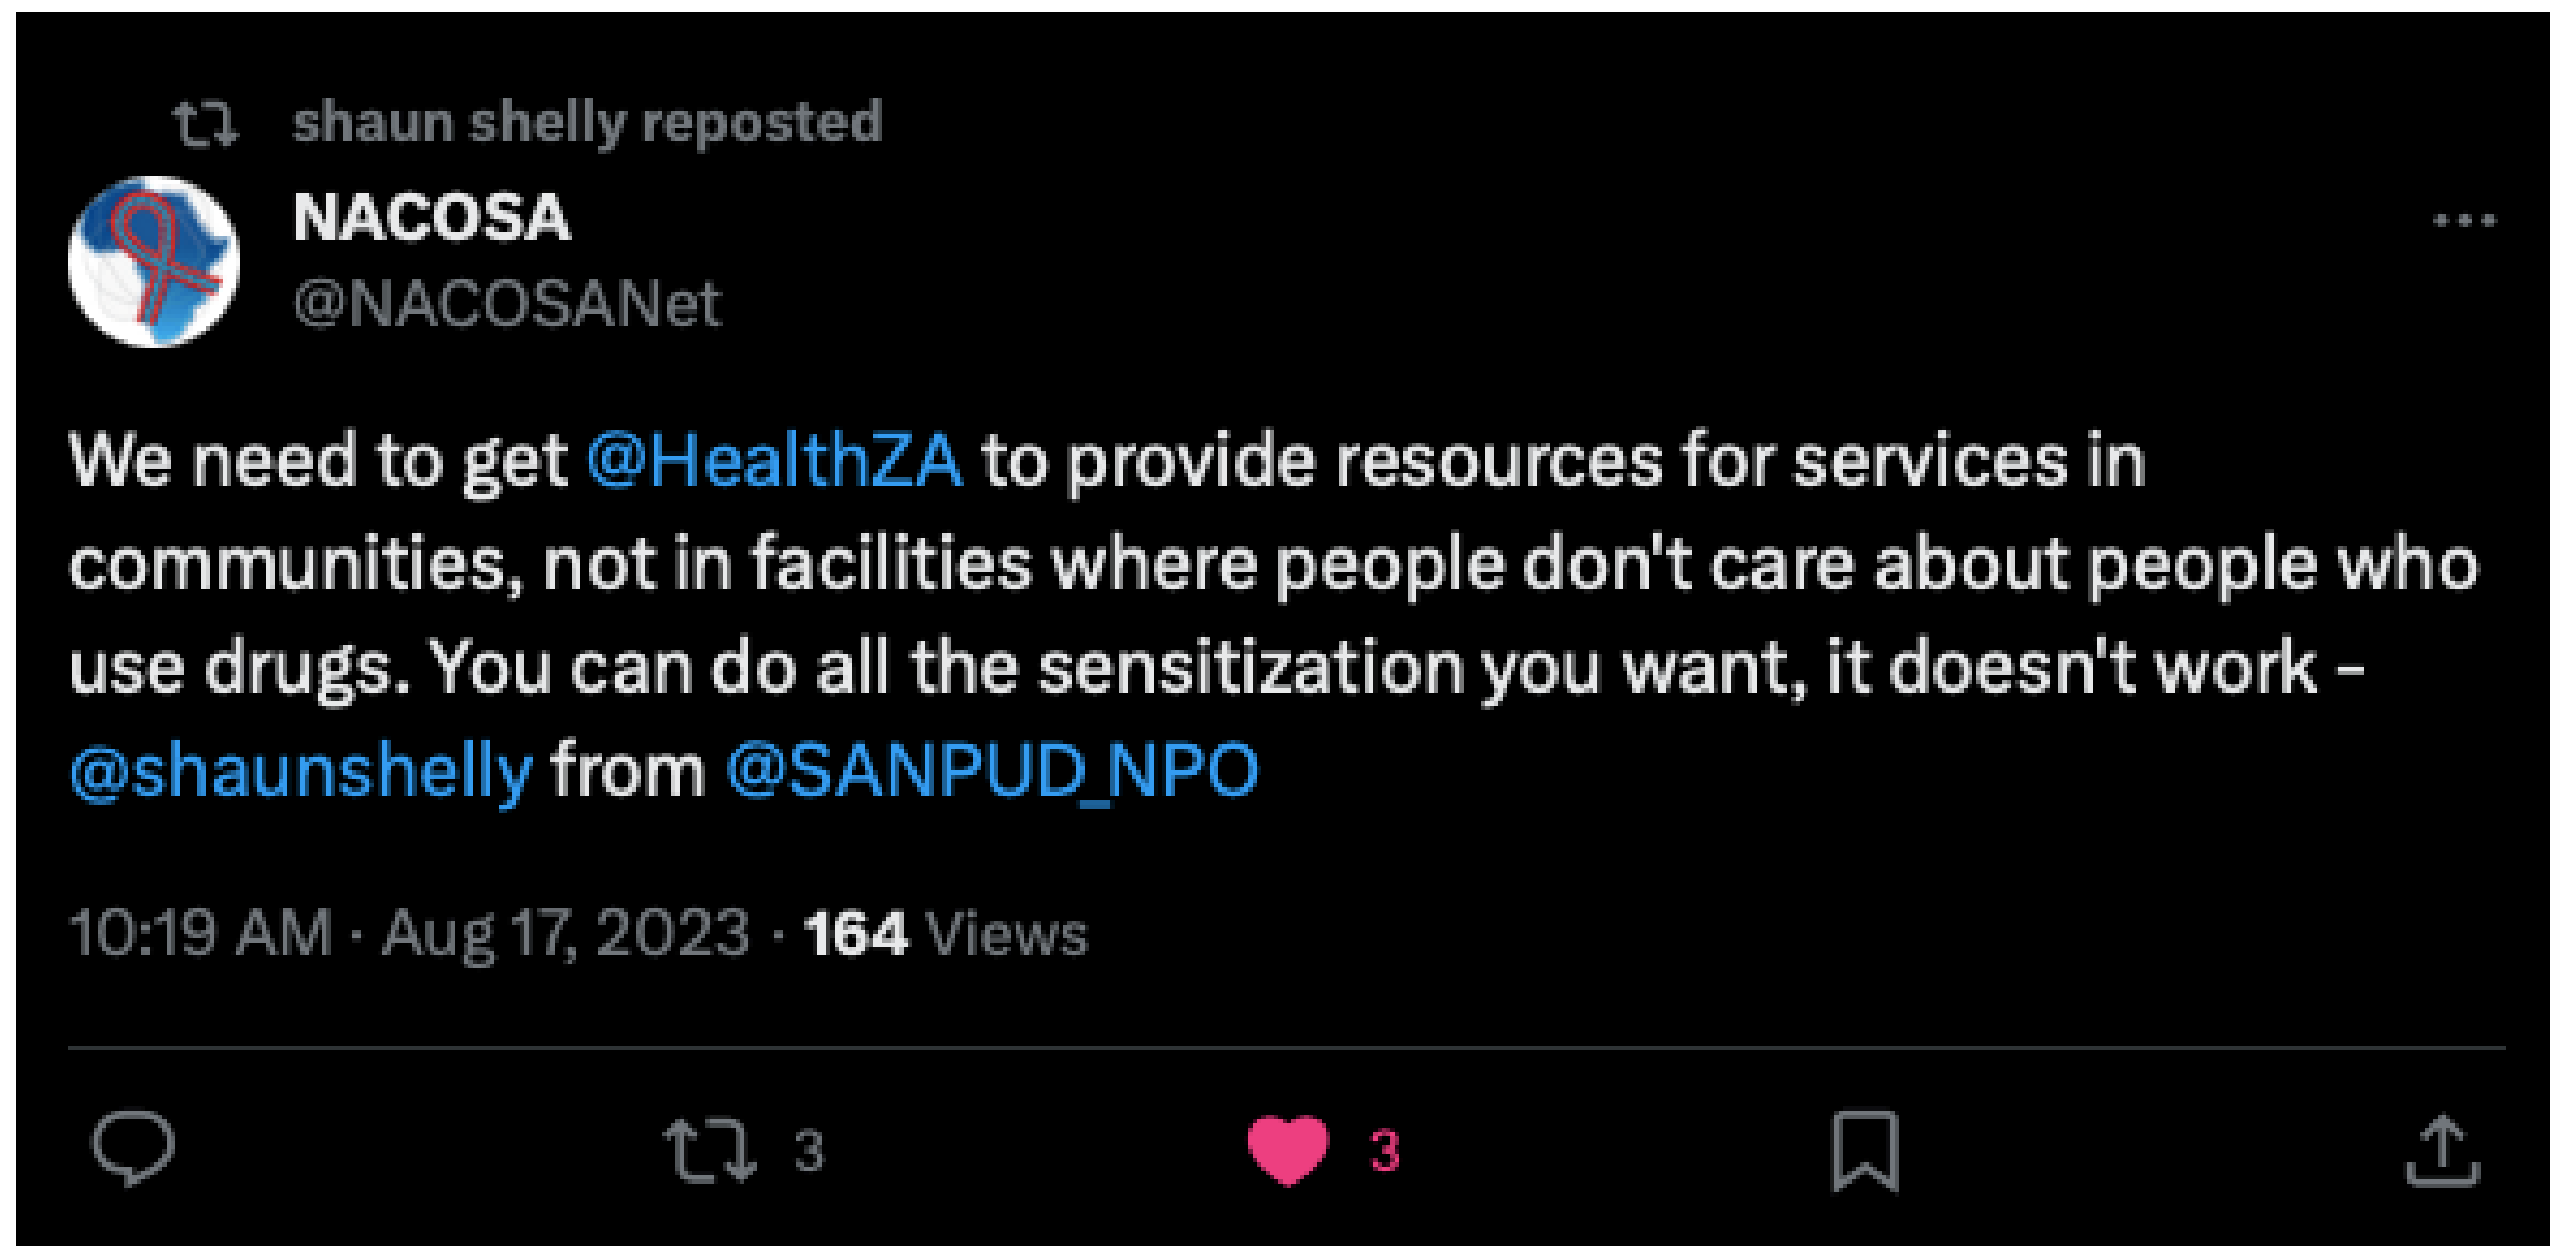 shaun shelly reposted
NACOSA
@NACOSANet
We need to get @HealthZA to provide resources for services in
communities, not in facilities where people don't care about people who
use drugs. You can do all the sensitization you want, it doesn't work –
@shaunshelly from @SANPUD_NPO
10:19 AM · Aug 17, 2023 · 164 Views
3
3